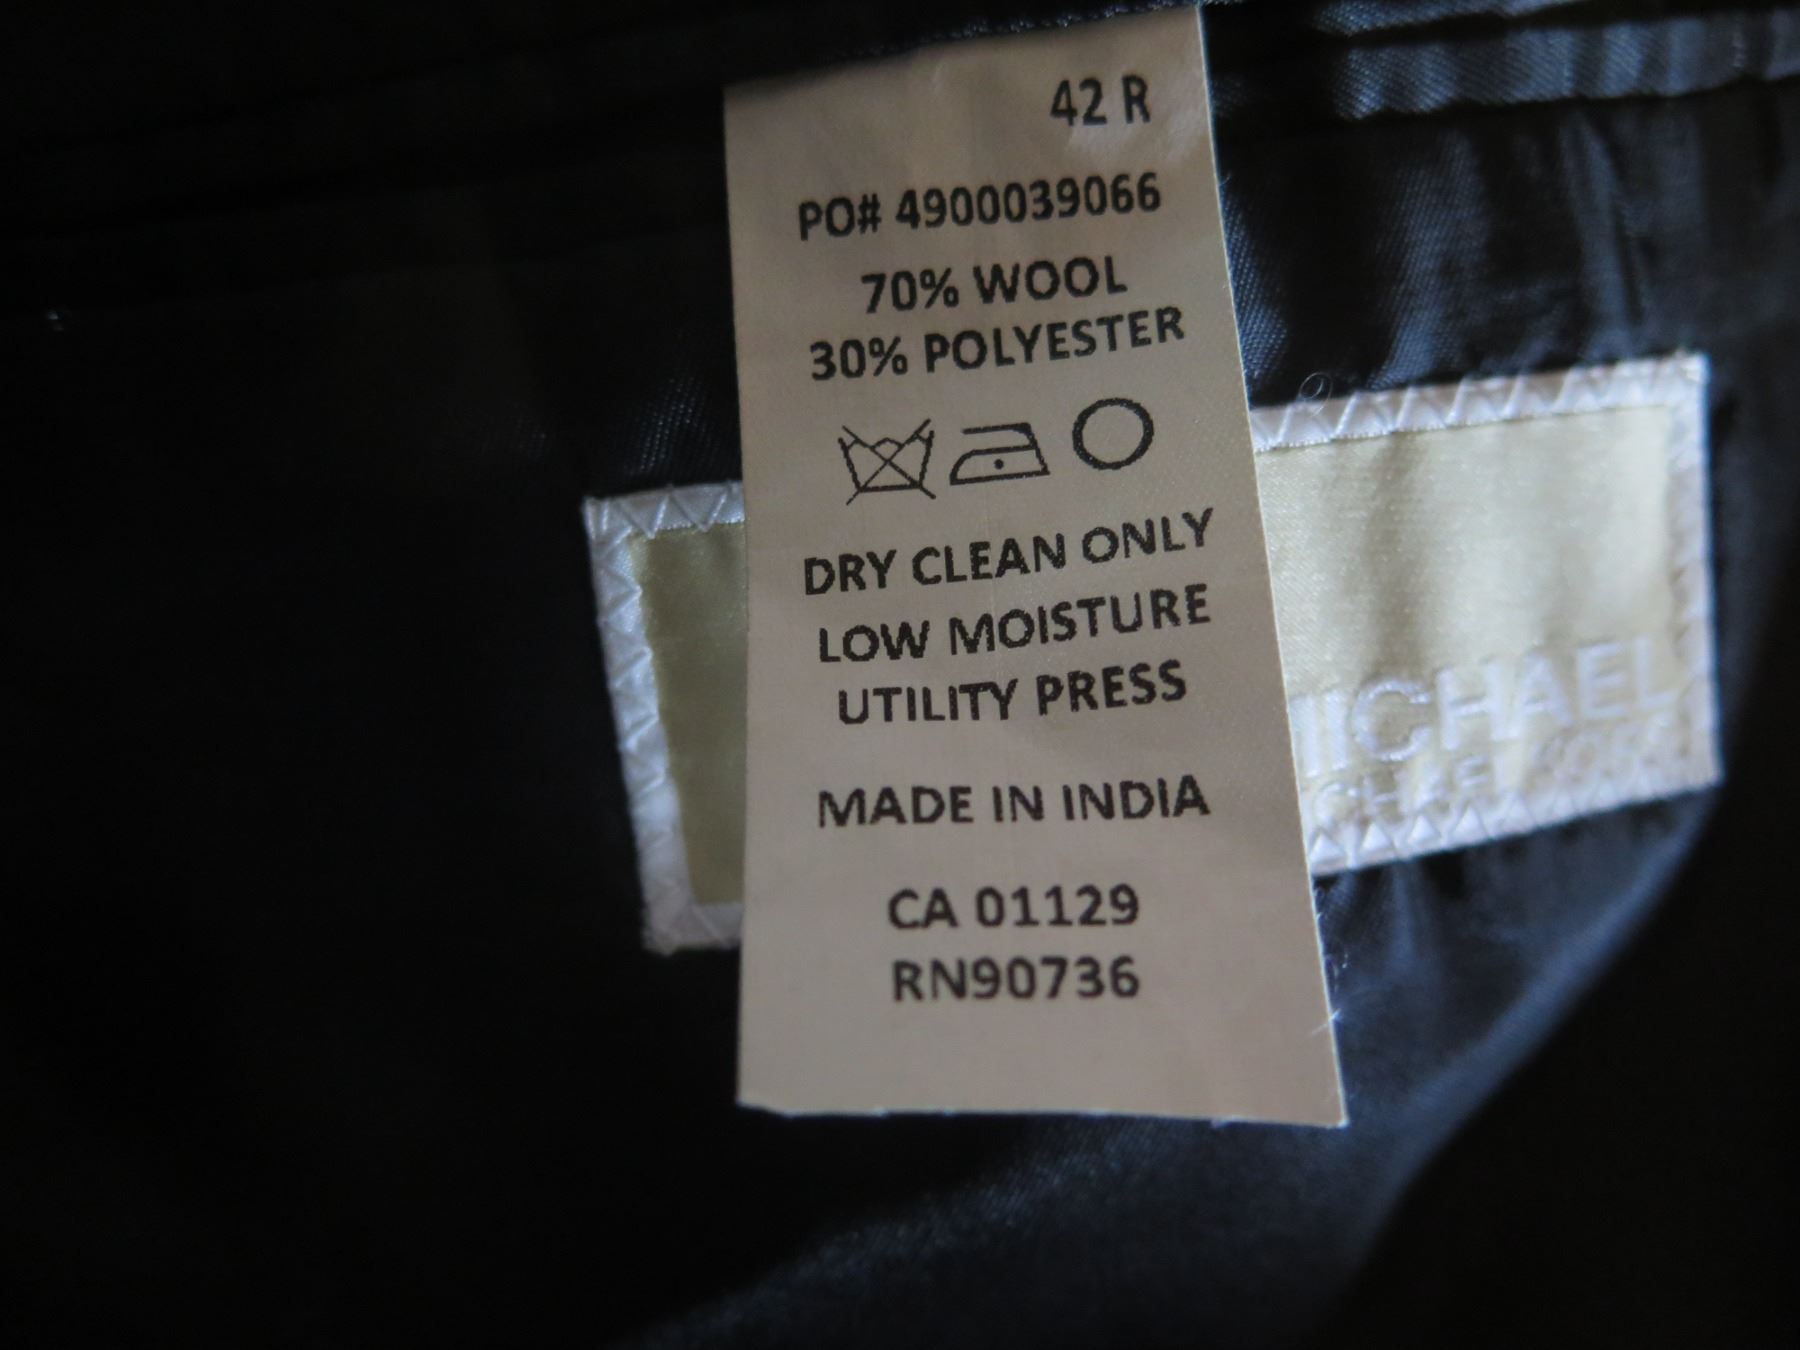 42 R
PO# 4900039066
70% WOOL
30% POLYESTER
DRY CLEAN ONLY
LOW MOISTURE
UTILITY PRESS
MADE IN INDIA
CA 01129
RN90736
MICHAEL